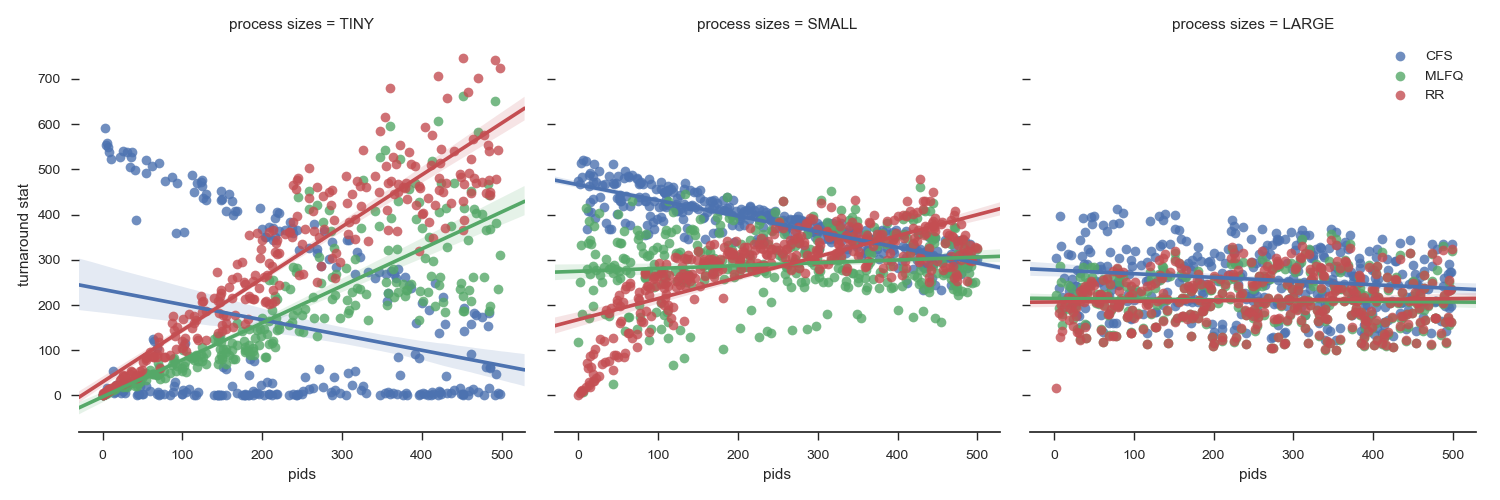 process sizes = TINY
process sizes = SMALL
process sizes = LARGE
CFS
MLFQ
RR
turnaround stat
700
600
500
400
300
200
100
0
0 100 200 300 400 500
0 100 200 300 400 500
0 100 200 300 400 500
pids
pids
pids